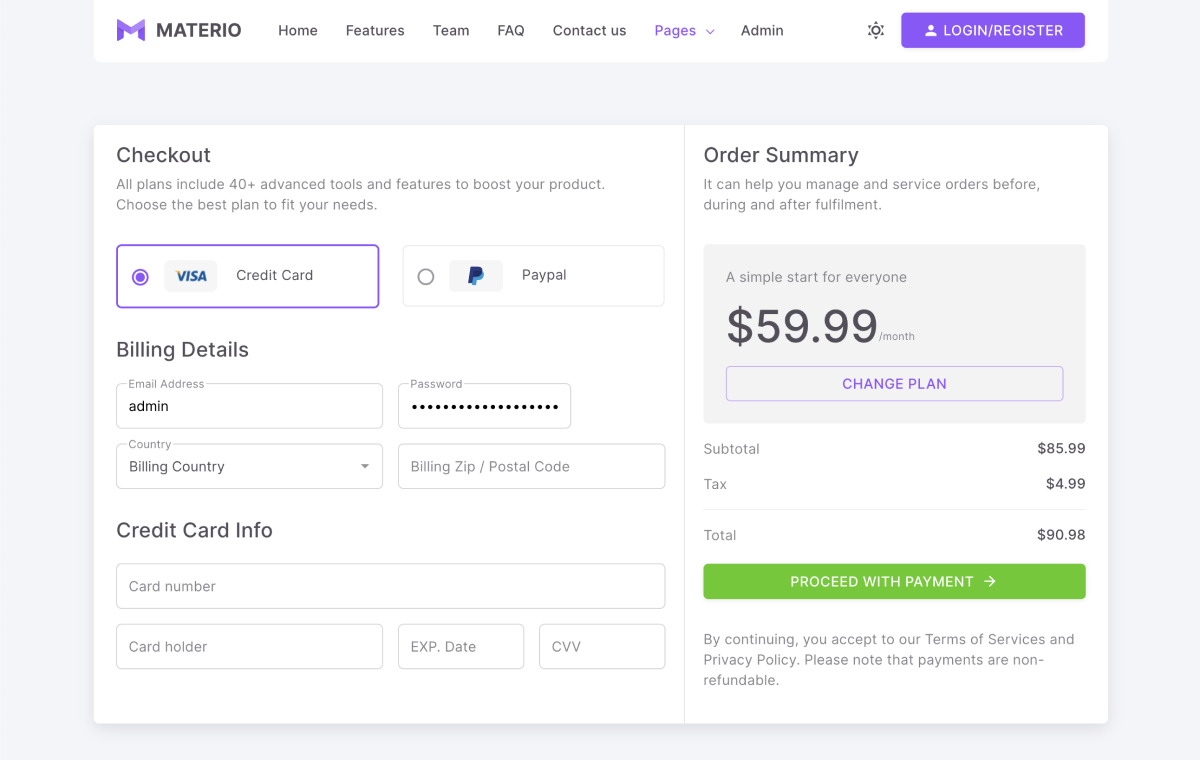 MATERIO
Home Features Team FAQ Contact us Pages Admin
LOGIN/REGISTER
Checkout
All plans include 40+ advanced tools and features to boost your product.
Choose the best plan to fit your needs.
VISA Credit Card
Paypal
Billing Details
Email Address
admin
Password
•••••••••••••••••••
Country
Billing Country
Billing Zip / Postal Code
Credit Card Info
Card number
Card holder
EXP. Date
CVV
Order Summary
It can help you manage and service orders before,
during and after fulfilment.
A simple start for everyone
$59.99/month
CHANGE PLAN
Subtotal $85.99
Tax $4.99
Total $90.98
PROCEED WITH PAYMENT →
By continuing, you accept to our Terms of Services and
Privacy Policy. Please note that payments are non-
refundable.